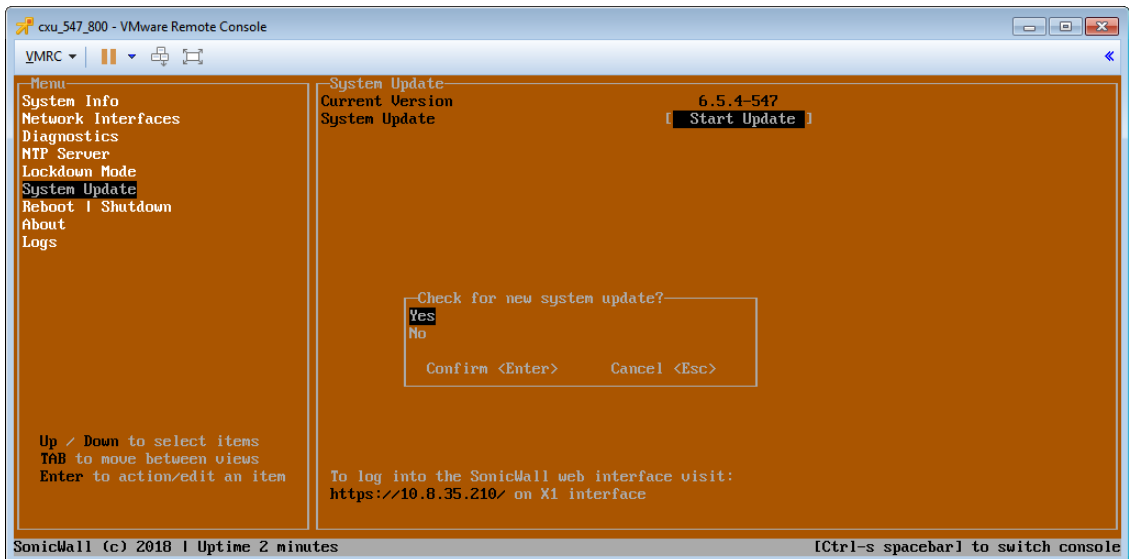 cxu_547_800 - VMware Remote Console
VMRC
Menu
System Info
Network Interfaces
Diagnostics
NTP Server
Lockdown Mode
System Update
Reboot | Shutdown
About
Logs
Up / Down to select items
TAB to move between views
Enter to action/edit an item
System Update
Current Version 6.5.4-547
System Update [ Start Update ]
Check for new system update?
Yes
No
Confirm <Enter> Cancel <Esc>
To log into the SonicWall web interface visit:
https://10.8.35.210/ on X1 interface
SonicWall (c) 2018 | Uptime 2 minutes [Ctrl-s spacebar] to switch console